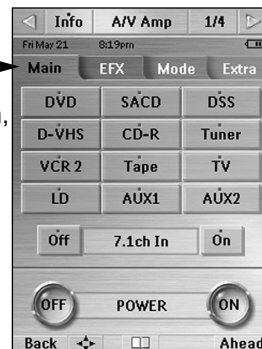 Info A/V Amp 1/4
Fri May 21 8:19pm
Main EFX Mode Extra
,
DVD SACD DSS
D-VHS CD-R Tuner
VCR 2 Tape TV
LD AUX1 AUX2
Off 7.1ch In On
OFF POWER ON
Back Ahead